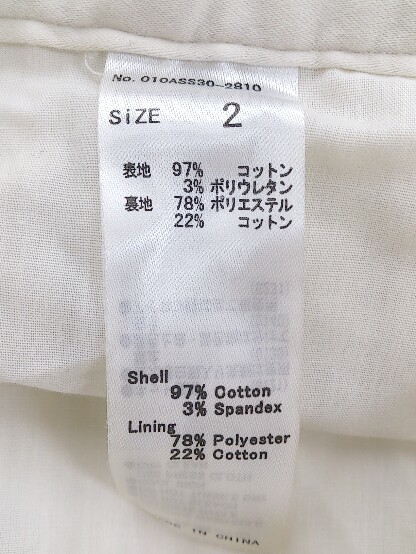 No. 010ASS30-2810
SiZE 2
表地 97% コットン
3% ポリウレタン
裏地 78% ポリエステル
22% コットン
Shell
97% Cotton
3% Spandex
Lining
78% Polyester
22% Cotton
IN CHINA